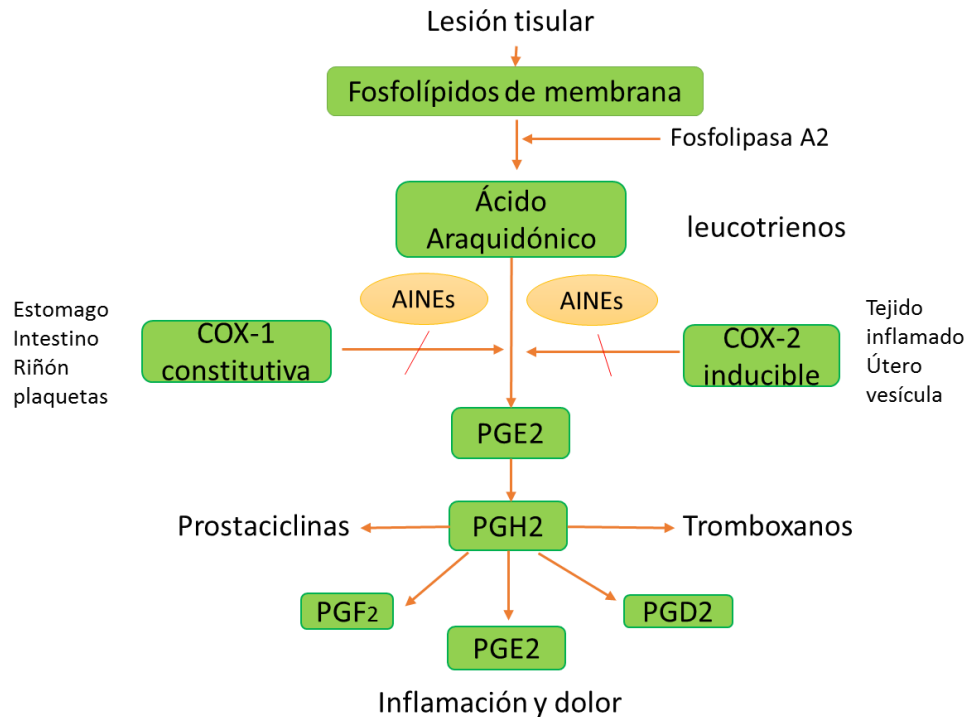 Lesión tisular
Fosfolípidos de membrana
Fosfolipasa A2
Ácido
Araquidónico
leucotrienos
AINEs
AINEs
Estomago
Intestino
Riñón
plaquetas
COX-1
constitutiva
COX-2
inducible
Tejido
inflamado
Útero
vesícula
PGE2
Prostaciclinas
PGH2
Tromboxanos
PGF2
PGE2
PGD2
Inflamación y dolor